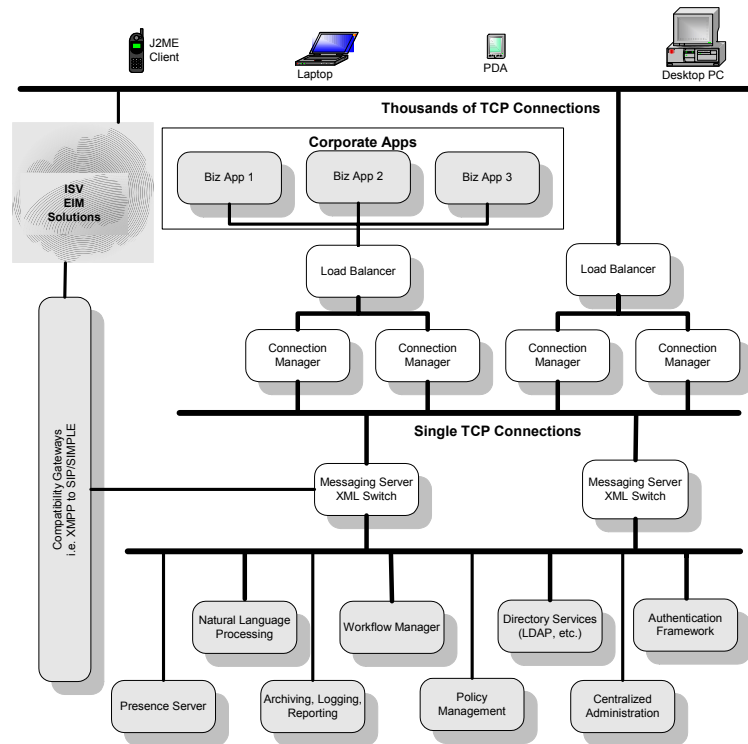 J2ME
Client
Laptop
PDA
Desktop PC
Thousands of TCP Connections
Corporate Apps
Biz App 1
Biz App 2
Biz App 3
ISV
EIM
Solutions
Load Balancer
Load Balancer
Connection
Manager
Connection
Manager
Connection
Manager
Connection
Manager
Single TCP Connections
Compatibility Gateways
i.e. XMPP to SIP/SIMPLE
Messaging Server
XML Switch
Messaging Server
XML Switch
Natural Language
Processing
Workflow Manager
Directory Services
(LDAP, etc.)
Authentication
Framework
Presence Server
Archiving, Logging,
Reporting
Policy
Management
Centralized
Administration